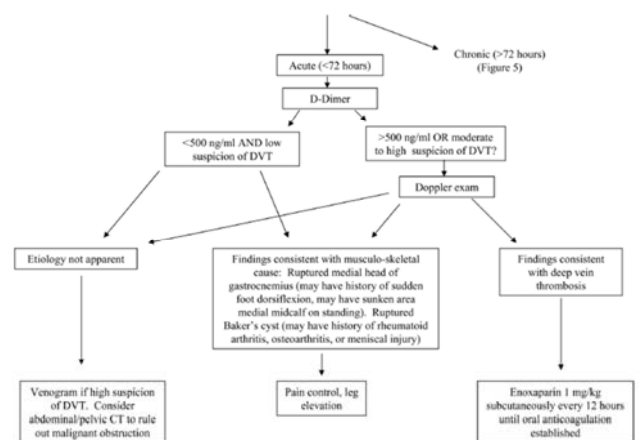 Chronic (>72 hours)
(Figure 5)
Acute (<72 hours)
D-Dimer
<500 ng/ml AND low
suspicion of DVT
>500 ng/ml OR moderate
to high suspicion of DVT?
Doppler exam
Etiology not apparent
Findings consistent with musculo-skeletal
cause: Ruptured medial head of
gastrocnemius (may have history of sudden
foot dorsiflexion, may have sunken area
medial midcalf on standing). Ruptured
Baker's cyst (may have history of rheumatoid
arthritis, osteoarthritis, or meniscal injury)
Findings consistent
with deep vein
thrombosis
Venogram if high suspicion
of DVT. Consider
abdominal/pelvic CT to rule
out malignant obstruction
Pain control, leg
elevation
Enoxaparin 1 mg/kg
subcutaneously every 12 hours
until oral anticoagulation
established